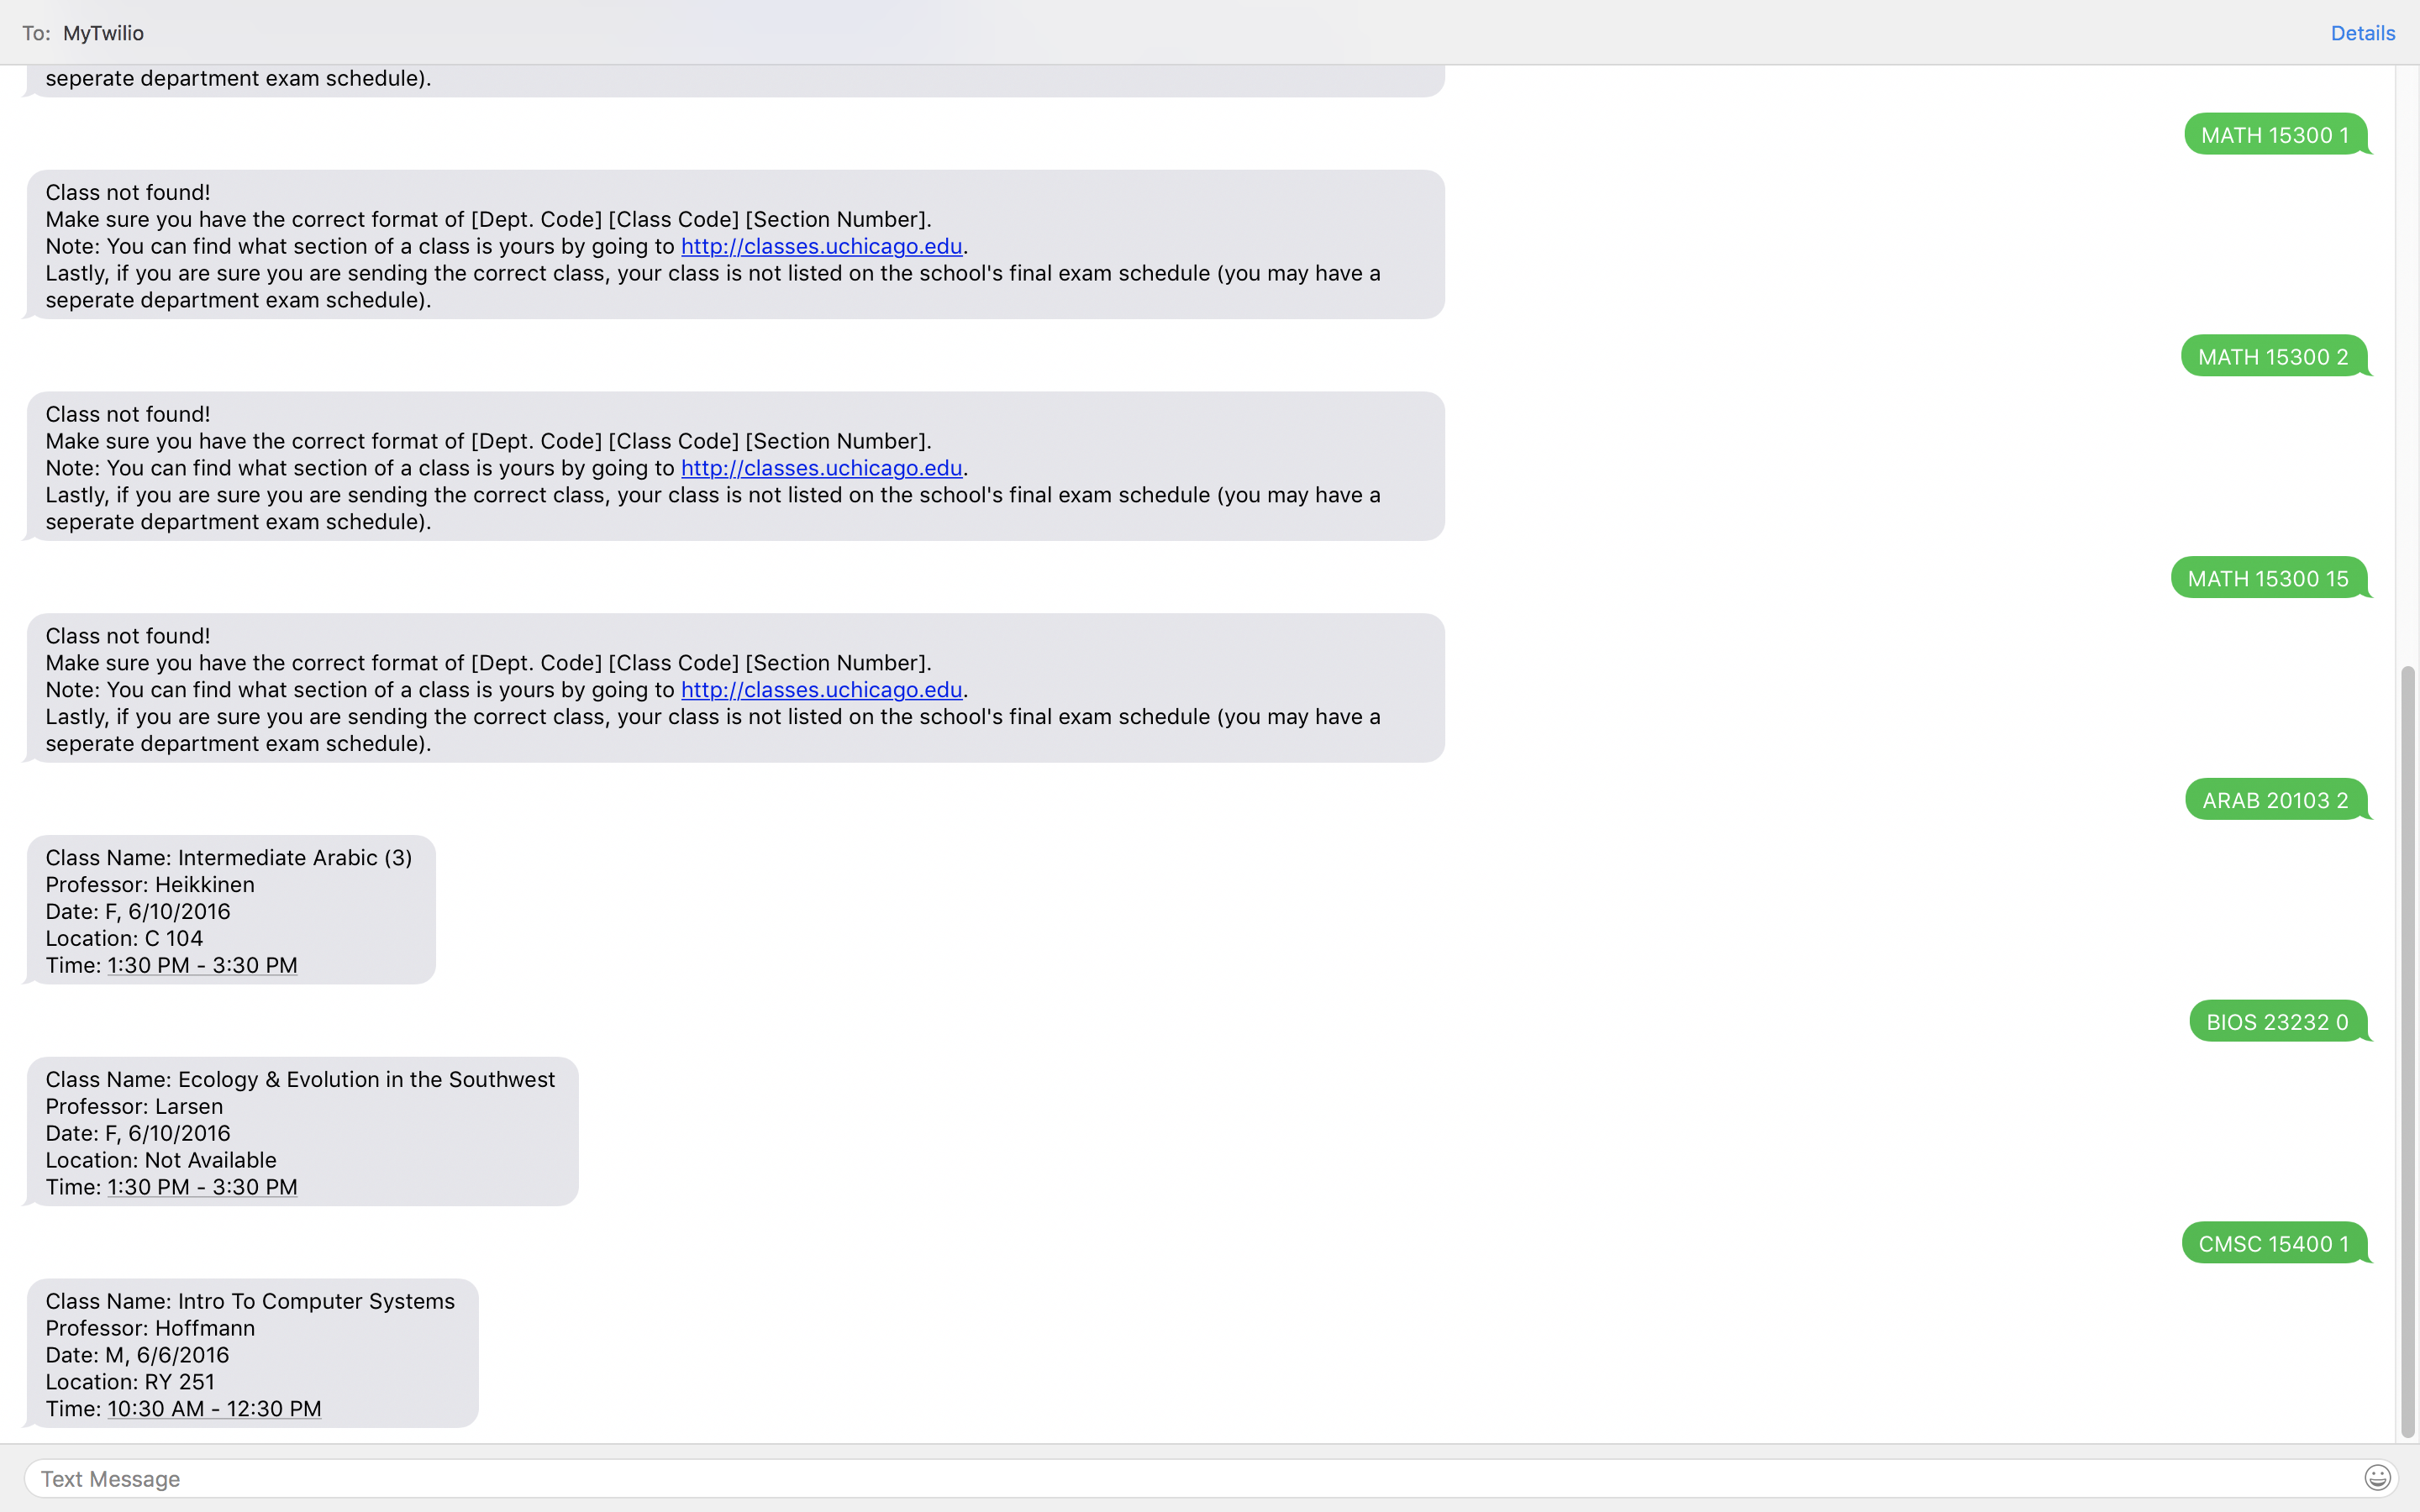 To: MyTwilio
Details
seperate department exam schedule).
MATH 15300 1
Class not found!
Make sure you have the correct format of [Dept. Code] [Class Code] [Section Number].
Note: You can find what section of a class is yours by going to http://classes.uchicago.edu.
Lastly, if you are sure you are sending the correct class, your class is not listed on the school's final exam schedule (you may have a
seperate department exam schedule).
MATH 15300 2
Class not found!
Make sure you have the correct format of [Dept. Code] [Class Code] [Section Number].
Note: You can find what section of a class is yours by going to http://classes.uchicago.edu.
Lastly, if you are sure you are sending the correct class, your class is not listed on the school's final exam schedule (you may have a
seperate department exam schedule).
MATH 15300 15
Class not found!
Make sure you have the correct format of [Dept. Code] [Class Code] [Section Number].
Note: You can find what section of a class is yours by going to http://classes.uchicago.edu.
Lastly, if you are sure you are sending the correct class, your class is not listed on the school's final exam schedule (you may have a
seperate department exam schedule).
ARAB 20103 2
Class Name: Intermediate Arabic (3)
Professor: Heikkinen
Date: F, 6/10/2016
Location: C 104
Time: 1:30 PM - 3:30 PM
BIOS 23232 0
Class Name: Ecology & Evolution in the Southwest
Professor: Larsen
Date: F, 6/10/2016
Location: Not Available
Time: 1:30 PM - 3:30 PM
CMSC 15400 1
Class Name: Intro To Computer Systems
Professor: Hoffmann
Date: M, 6/6/2016
Location: RY 251
Time: 10:30 AM - 12:30 PM
Text Message